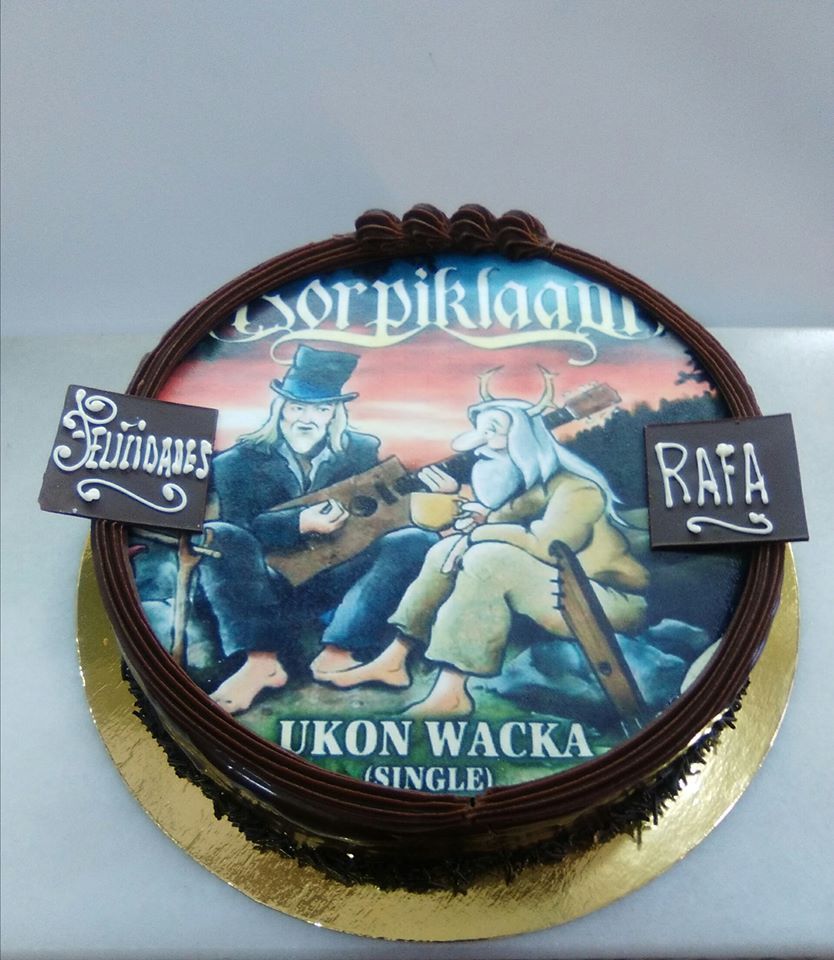 Korpiklaani
FELICIDADES
RAFA
UKON WACKA
(SINGLE)